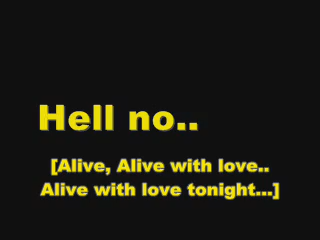 Hell no..
[Alive, Alive with love..
Alive with love tonight...]